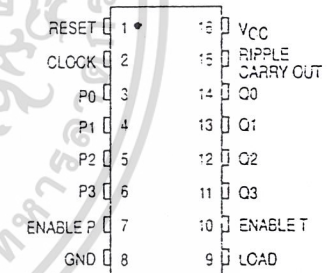 RESET 1 16 VCC
CLOCK 2 15 RIPPLE CARRY OUT
P0 3 14 Q0
P1 4 13 Q1
P2 5 12 Q2
P3 6 11 Q3
ENABLE P 7 10 ENABLE T
GND 8 9 LOAD